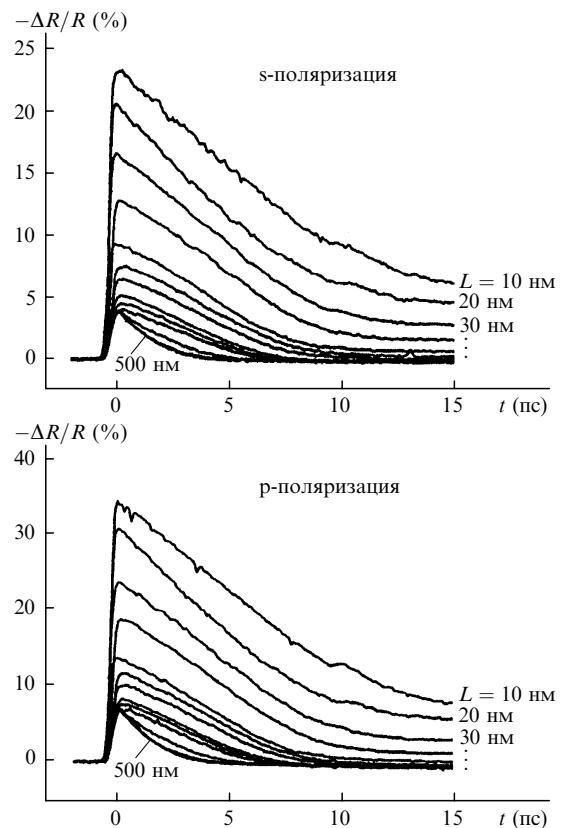 −ΔR/R (%)
25
s-поляризация
20
15
10
L = 10 нм
5
20 нм
30 нм
⋮
0
500 нм
0 5 10 15 t (пс)
−ΔR/R (%)
40
p-поляризация
30
20
10
L = 10 нм
20 нм
30 нм
⋮
0
500 нм
0 5 10 15 t (пс)